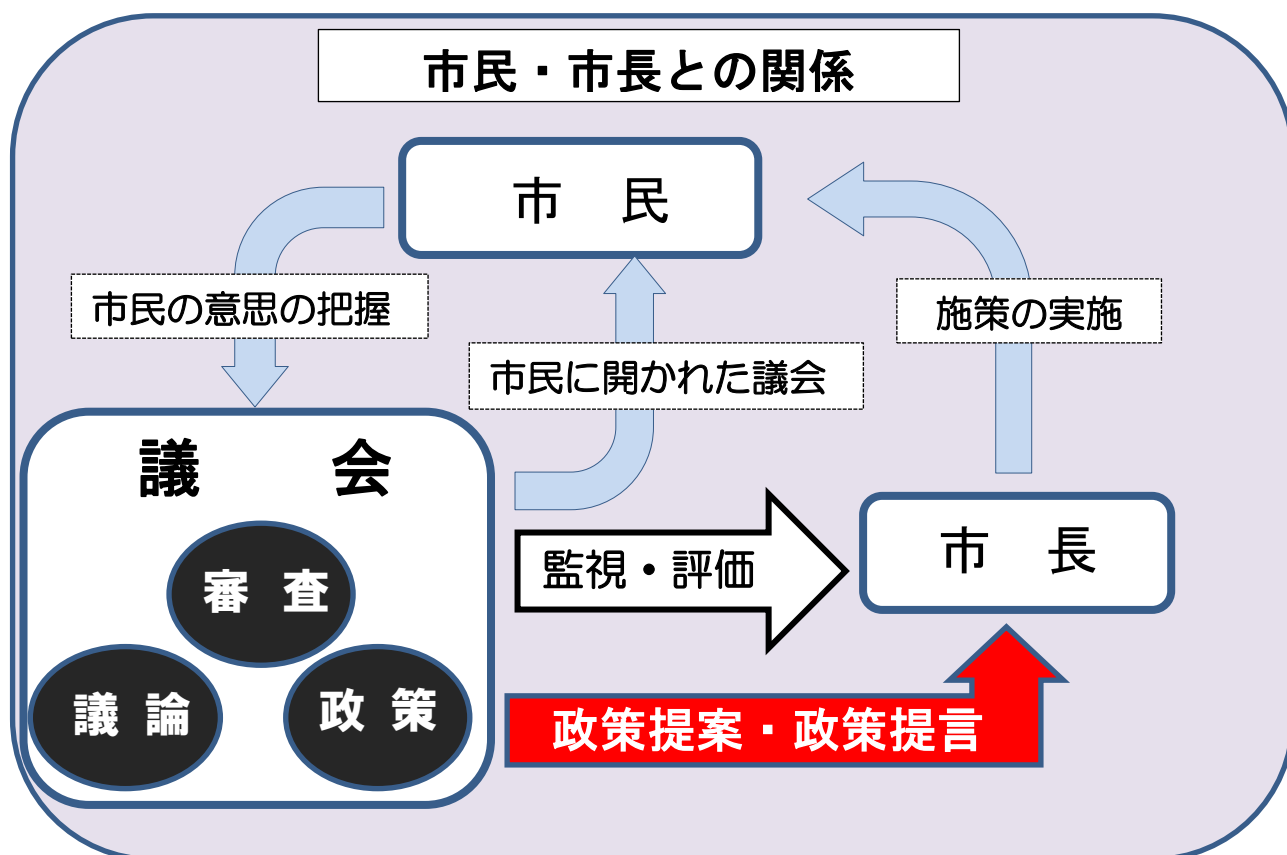 市民・市長との関係
市　民
市民の意思の把握
施策の実施
市民に開かれた議会
議　会
監視・評価
市　長
審　査
議　論
政　策
政策提案・政策提言